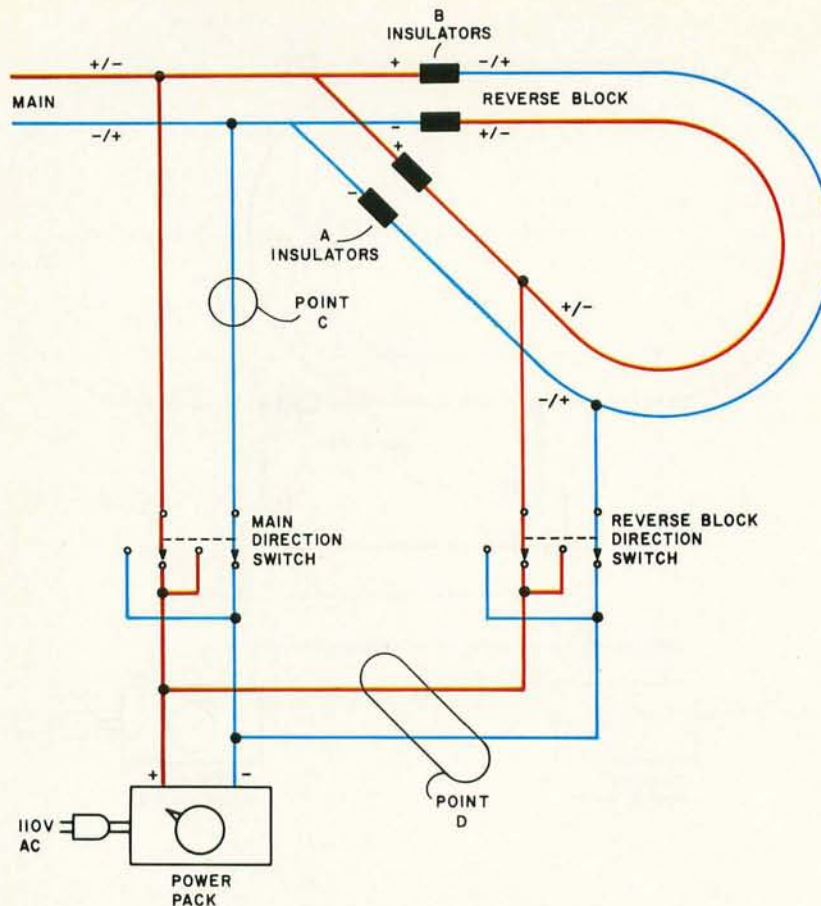 B
INSULATORS
+/-
+
-/+
MAIN
REVERSE BLOCK
-/+
-
+/-
+
-
A
INSULATORS
POINT
C
+/-
-/+
MAIN
DIRECTION
SWITCH
REVERSE BLOCK
DIRECTION
SWITCH
+
-
POINT
D
110V
AC
POWER
PACK